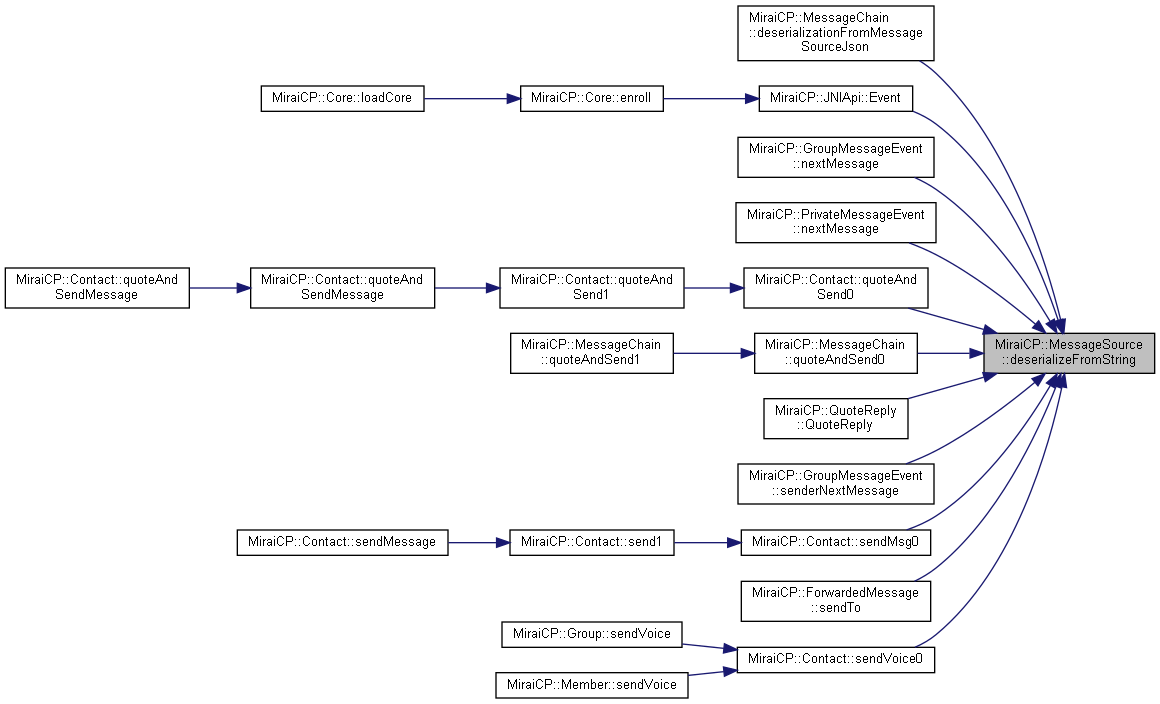 MiraiCP::MessageChain
::deserializationFromMessage
SourceJson
MiraiCP::Core::loadCore
MiraiCP::Core::enroll
MiraiCP::JNIApi::Event
MiraiCP::GroupMessageEvent
::nextMessage
MiraiCP::PrivateMessageEvent
::nextMessage
MiraiCP::Contact::quoteAnd
SendMessage
MiraiCP::Contact::quoteAnd
SendMessage
MiraiCP::Contact::quoteAnd
Send1
MiraiCP::Contact::quoteAnd
Send0
MiraiCP::MessageChain
::quoteAndSend1
MiraiCP::MessageChain
::quoteAndSend0
MiraiCP::MessageSource
::deserializeFromString
MiraiCP::QuoteReply
::QuoteReply
MiraiCP::GroupMessageEvent
::senderNextMessage
MiraiCP::Contact::sendMessage
MiraiCP::Contact::send1
MiraiCP::Contact::sendMsg0
MiraiCP::ForwardedMessage
::sendTo
MiraiCP::Group::sendVoice
MiraiCP::Contact::sendVoice0
MiraiCP::Member::sendVoice